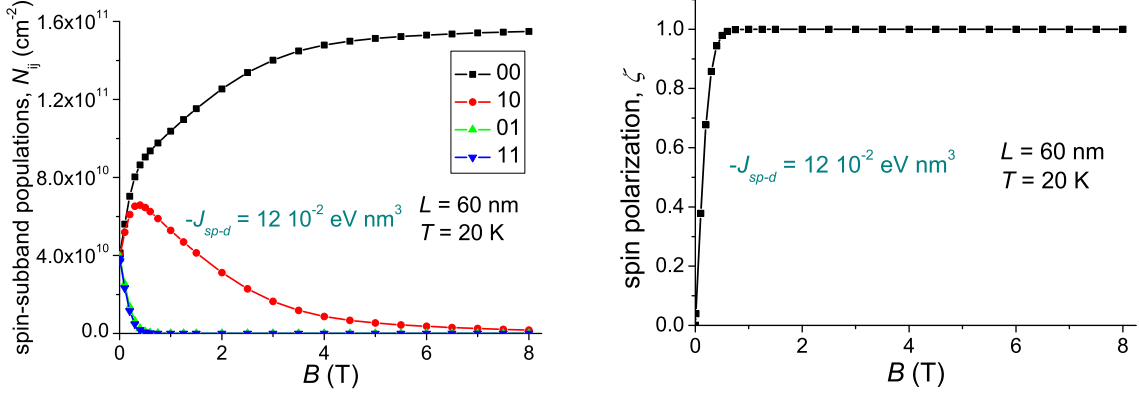 1.6x10¹¹
1.2x10¹¹
8.0x10¹⁰
4.0x10¹⁰
0.0
spin-subband populations, N_ij (cm⁻²)
00
10
01
11
-J_sp-d = 12 10⁻² eV nm³
L = 60 nm
T = 20 K
0 2 4 6 8
B (T)
1.0
0.8
0.6
0.4
0.2
0.0
spin polarization, ζ
-J_sp-d = 12 10⁻² eV nm³
L = 60 nm
T = 20 K
0 2 4 6 8
B (T)